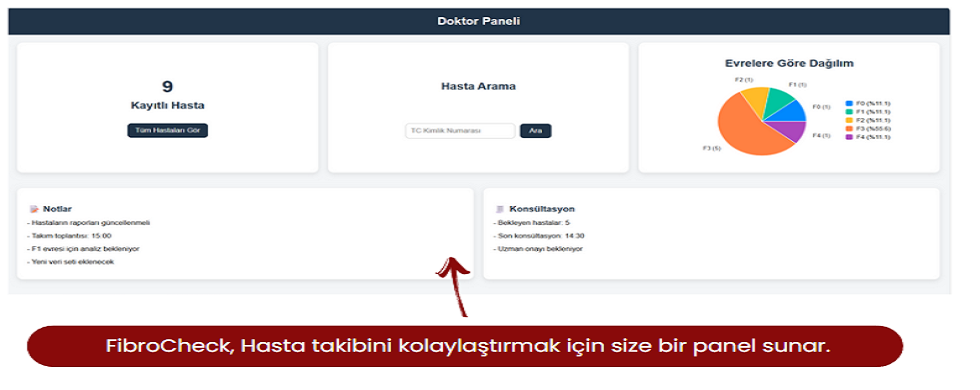 Doktor Paneli
9
Kayıtlı Hasta
Tüm Hastaları Gör
Hasta Arama
TC Kimlik Numarası
Ara
Evrelere Göre Dağılım
F2 (1)
F1 (1)
F0 (1)
F4 (1)
F3 (5)
F0 (%11.1)
F1 (%11.1)
F2 (%11.1)
F3 (%55.6)
F4 (%11.1)
Notlar
- Hastaların raporları güncellenmeli
- Takım toplantısı: 15:00
- F1 evresi için analiz bekleniyor
- Yeni veri seti eklenecek
Konsültasyon
- Bekleyen hastalar: 5
- Son konsültasyon: 14:30
- Uzman onayı bekleniyor
FibroCheck, Hasta takibini kolaylaştırmak için size bir panel sunar.